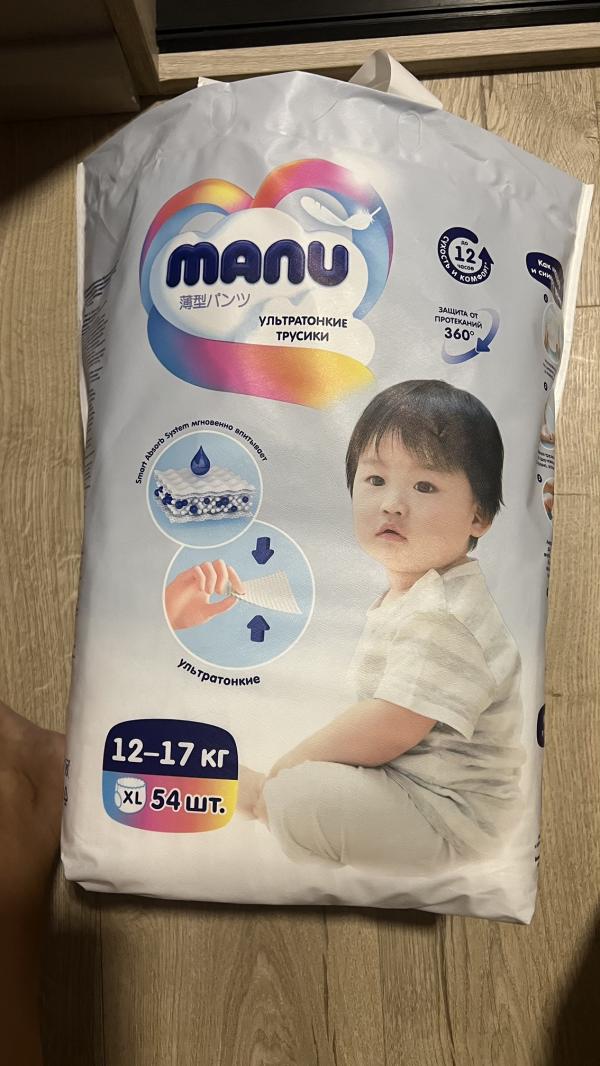 manu
薄型パンツ
УЛЬТРАТОНКИЕ
ТРУСИКИ
ДО
12
ЧАСОВ
СУХОСТЬ И КОМФОРТ
ЗАЩИТА ОТ
ПРОТЕКАНИЙ
360°
Как
и
Smart Absorb System мгновенно впитывает
ультратонкие
12–17 кг
XL 54 шт.